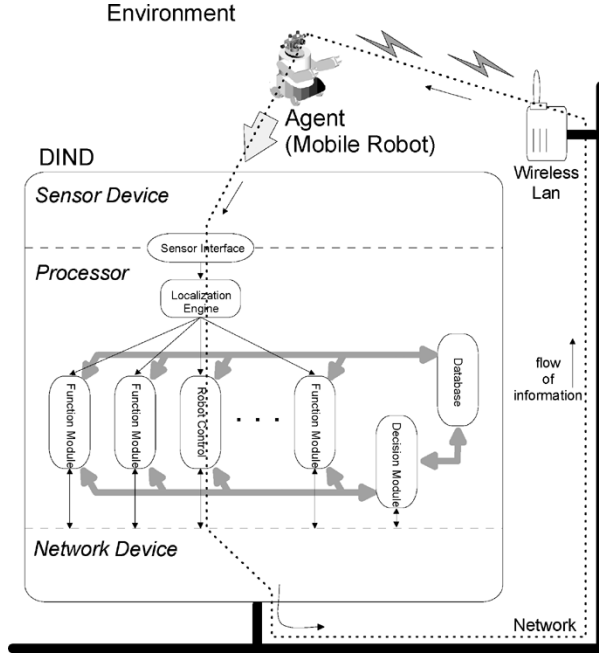 Environment
Agent
(Mobile Robot)
Wireless
Lan
DIND
Sensor Device
Sensor Interface
Processor
Localization
Engine
Function Module
Function Module
Robot Control
. . .
Function Module
Decision Module
Database
flow
of
information
Network Device
Network